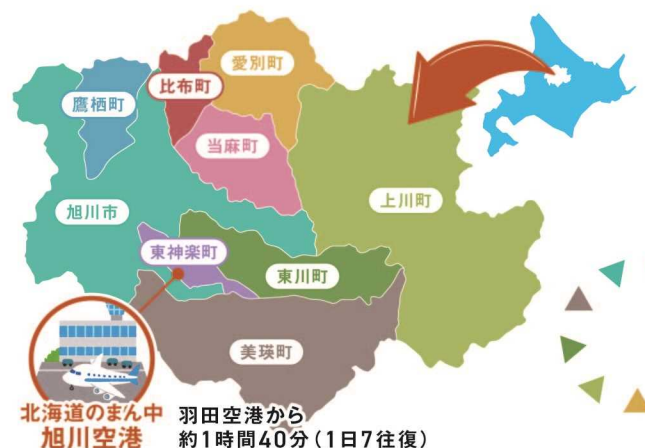 愛別町
比布町
鷹栖町
当麻町
上川町
旭川市
東神楽町
東川町
美瑛町
北海道のまん中
旭川空港
羽田空港から
約1時間40分(1日7往復)